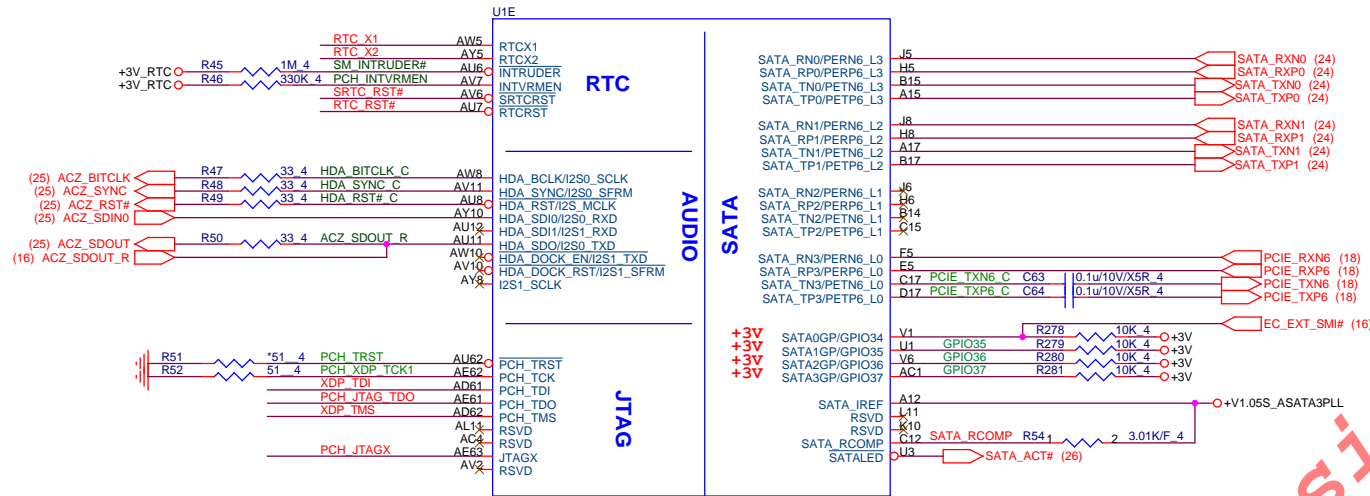 U1E
RTC_X1 AW5 RTCX1
RTC_X2 AY5 RTCX2
+3V_RTC R45 1M_4 SM_INTRUDER# AU6 INTRUDER
+3V_RTC R46 330K_4 PCH_INTVRMEN AV7 INTVRMEN
SRTC_RST# AV6 SRTCRST
RTC_RST# AU7 RTCRST
RTC
(25) ACZ_BITCLK R47 33_4 HDA_BITCLK_C AW8 HDA_BCLK/I2S0_SCLK
(25) ACZ_SYNC R48 33_4 HDA_SYNC_C AV11 HDA_SYNC/I2S0_SFRM
(25) ACZ_RST# R49 33_4 HDA_RST#_C AU8 HDA_RST/I2S_MCLK
(25) ACZ_SDIN0 AY10 HDA_SDI0/I2S0_RXD
AU12 HDA_SDI1/I2S1_RXD
(25) ACZ_SDOUT R50 33_4 ACZ_SDOUT_R AU11 HDA_SDO/I2S0_TXD
(16) ACZ_SDOUT_R AW10 HDA_DOCK_EN/I2S1_TXD
AV10 HDA_DOCK_RST/I2S1_SFRM
AY8 I2S1_SCLK
AUDIO
R51 *51__4 PCH_TRST AU62 PCH_TRST
R52 51__4 PCH_XDP_TCK1 AE62 PCH_TCK
XDP_TDI AD61 PCH_TDI
PCH_JTAG_TDO AE61 PCH_TDO
XDP_TMS AD62 PCH_TMS
AL11 RSVD
AC4 RSVD
PCH_JTAGX AE63 JTAGX
AV2 RSVD
JTAG
SATA
SATA_RN0/PERN6_L3 J5 SATA_RXN0 (24)
SATA_RP0/PERP6_L3 H5 SATA_RXP0 (24)
SATA_TN0/PETN6_L3 B15 SATA_TXN0 (24)
SATA_TP0/PETP6_L3 A15 SATA_TXP0 (24)
SATA_RN1/PERN6_L2 J8 SATA_RXN1 (24)
SATA_RP1/PERP6_L2 H8 SATA_RXP1 (24)
SATA_TN1/PETN6_L2 A17 SATA_TXN1 (24)
SATA_TP1/PETP6_L2 B17 SATA_TXP1 (24)
SATA_RN2/PERN6_L1 J6
SATA_RP2/PERP6_L1 H6
SATA_TN2/PETN6_L1 B14
SATA_TP2/PETP6_L1 C15
SATA_RN3/PERN6_L0 F5 PCIE_RXN6 (18)
SATA_RP3/PERP6_L0 E5 PCIE_RXP6 (18)
SATA_TN3/PETN6_L0 C17 PCIE_TXN6_C C63 0.1u/10V/X5R_4 PCIE_TXN6 (18)
SATA_TP3/PETP6_L0 D17 PCIE_TXP6_C C64 0.1u/10V/X5R_4 PCIE_TXP6 (18)
EC_EXT_SMI# (16)
+3V SATA0GP/GPIO34 V1 R278 10K_4 +3V
+3V SATA1GP/GPIO35 U1 GPIO35 R279 10K_4 +3V
+3V SATA2GP/GPIO36 V6 GPIO36 R280 10K_4 +3V
+3V SATA3GP/GPIO37 AC1 GPIO37 R281 10K_4 +3V
SATA_IREF A12 +V1.05S_ASATA3PLL
RSVD L11
RSVD K10
SATA_RCOMP C12 SATA_RCOMP R54 1 2 3.01K/F_4
SATALED U3 SATA_ACT# (26)